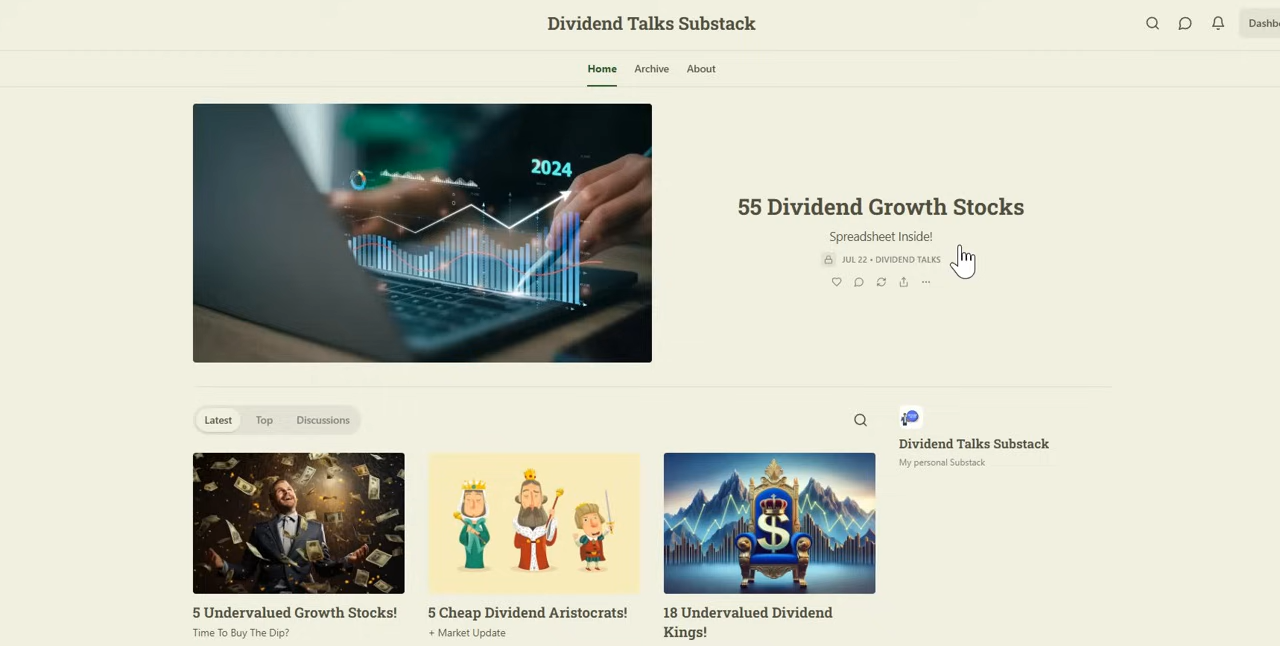 Dividend Talks Substack
Home
Archive
About
2024
55 Dividend Growth Stocks
Spreadsheet Inside!
JUL 22 • DIVIDEND TALKS
Latest
Top
Discussions
Dividend Talks Substack
My personal Substack
$
5 Undervalued Growth Stocks!
Time To Buy The Dip?
5 Cheap Dividend Aristocrats!
+ Market Update
18 Undervalued Dividend
Kings!